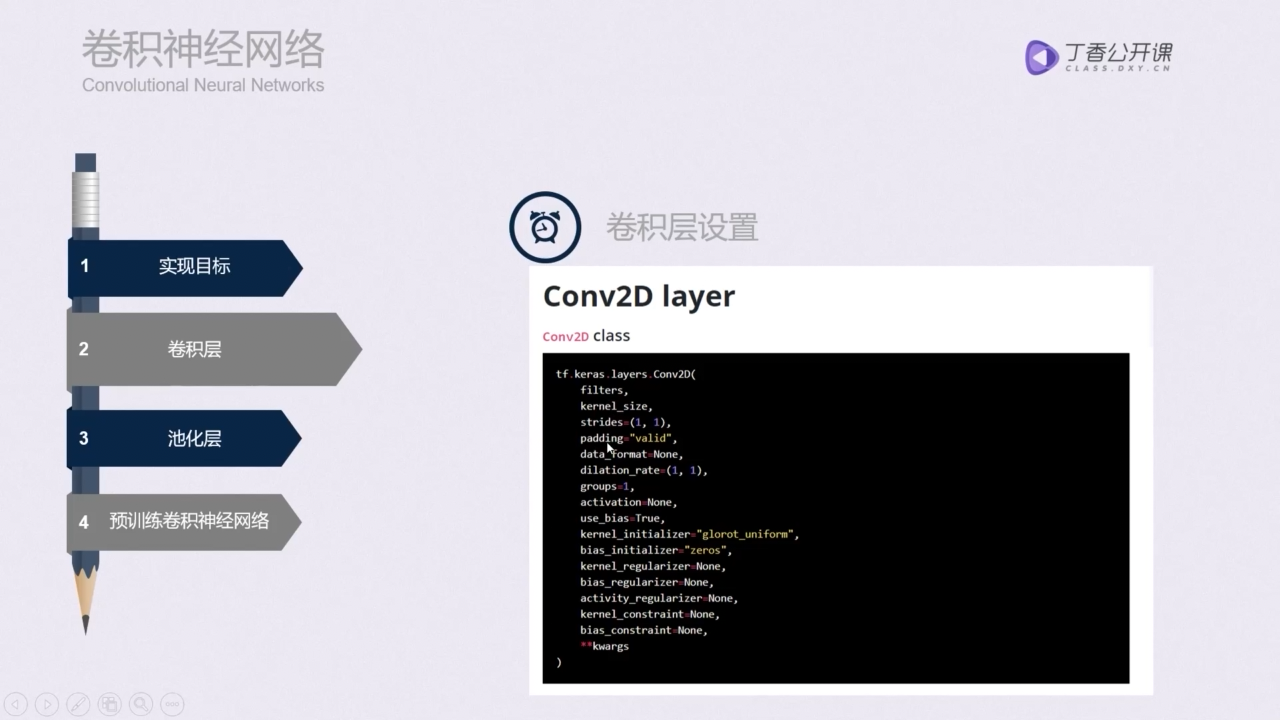 卷积神经网络
Convolutional Neural Networks
丁香公开课
CLASS.DXY.CN
1 实现目标
2 卷积层
3 池化层
4 预训练卷积神经网络
卷积层设置
Conv2D layer
Conv2D class
tf.keras.layers.Conv2D(
    filters,
    kernel_size,
    strides=(1, 1),
    padding="valid",
    data_format=None,
    dilation_rate=(1, 1),
    groups=1,
    activation=None,
    use_bias=True,
    kernel_initializer="glorot_uniform",
    bias_initializer="zeros",
    kernel_regularizer=None,
    bias_regularizer=None,
    activity_regularizer=None,
    kernel_constraint=None,
    bias_constraint=None,
    **kwargs
)